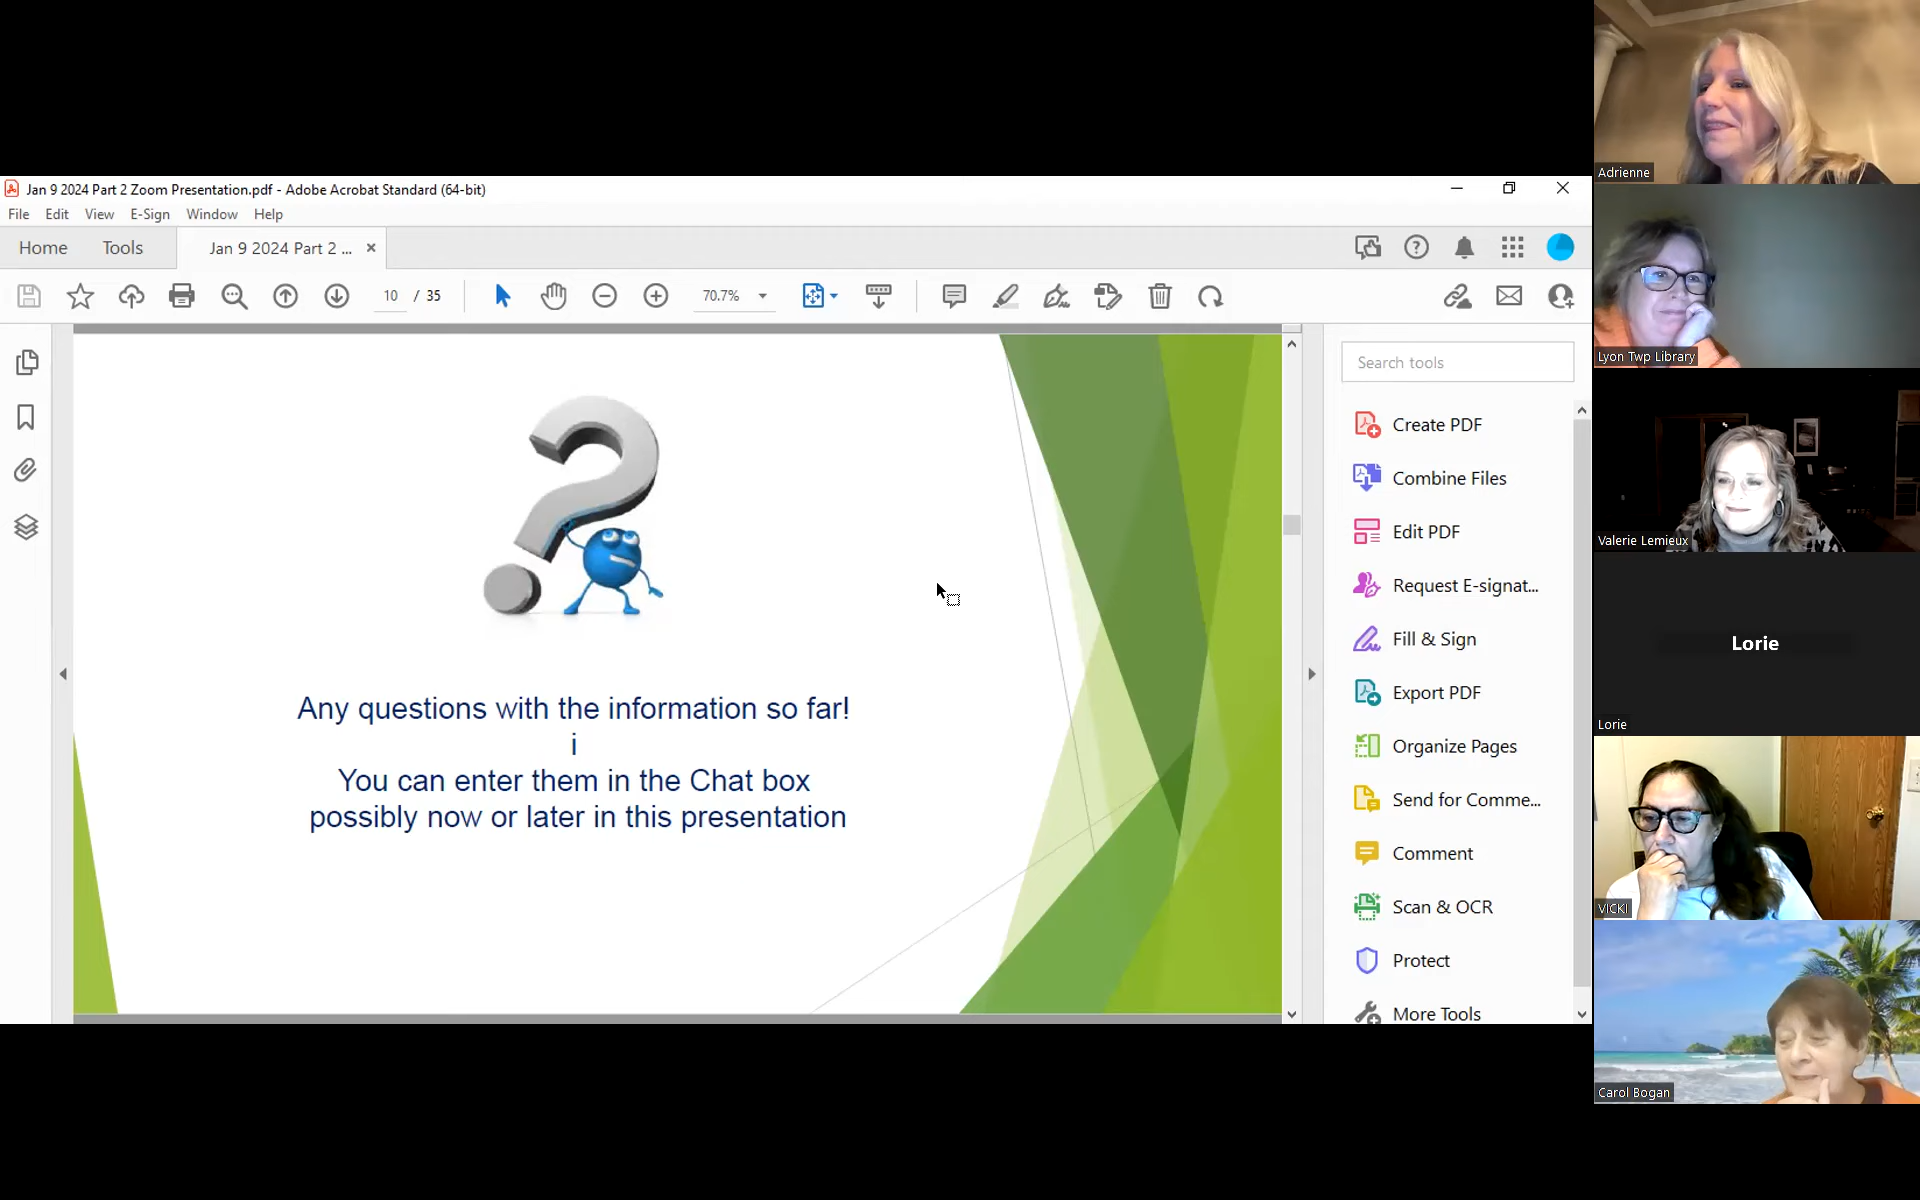 Jan 9 2024 Part 2 Zoom Presentation.pdf - Adobe Acrobat Standard (64-bit)
File Edit View E-Sign Window Help
Home Tools Jan 9 2024 Part 2 ...
10 / 35 70.7%
Any questions with the information so far!
i
You can enter them in the Chat box
possibly now or later in this presentation
Search tools
Create PDF
Combine Files
Edit PDF
Request E-signat...
Fill & Sign
Export PDF
Organize Pages
Send for Comme...
Comment
Scan & OCR
Protect
More Tools
Adrienne
Lyon Twp Library
Valerie Lemieux
Lorie
Lorie
VICKI
Carol Bogan